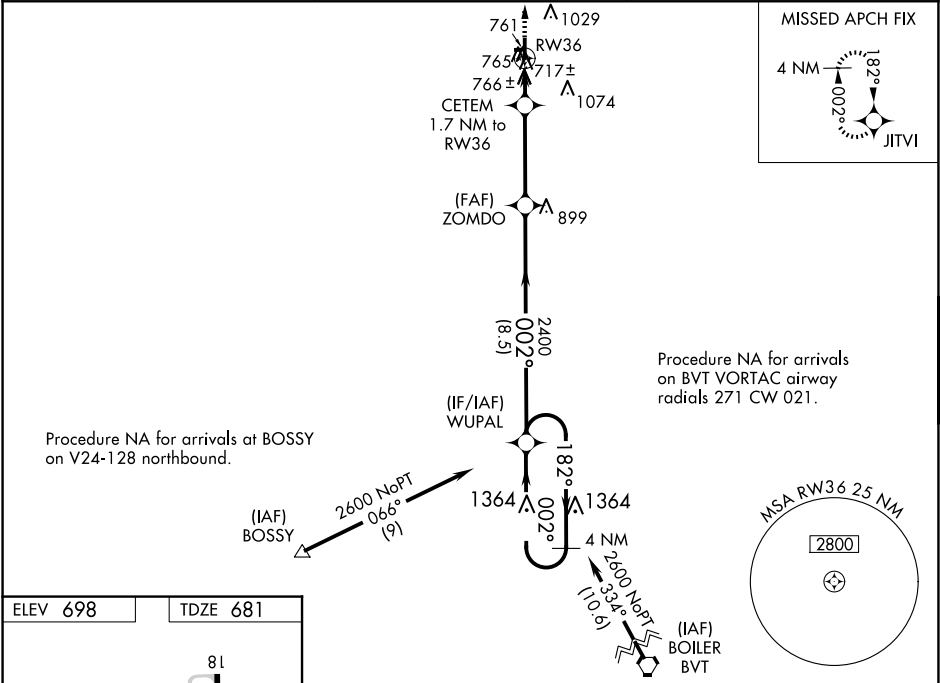 761
1029
RW36
765
717±
766±
1074
CETEM
1.7 NM to
RW36
(FAF)
ZOMDO
899
2400
002°
(8.5)
(IF/IAF)
WUPAL
182°
1364
002°
1364
4 NM
Procedure NA for arrivals at BOSSY
on V24-128 northbound.
2600 NoPT
066°
(9)
(IAF)
BOSSY
Procedure NA for arrivals
on BVT VORTAC airway
radials 271 CW 021.
2600 NoPT
334°
(10.6)
(IAF)
BOILER
BVT
MISSED APCH FIX
4 NM
182°
002°
JITVI
MSA RW36 25 NM
2800
ELEV 698
TDZE 681
18